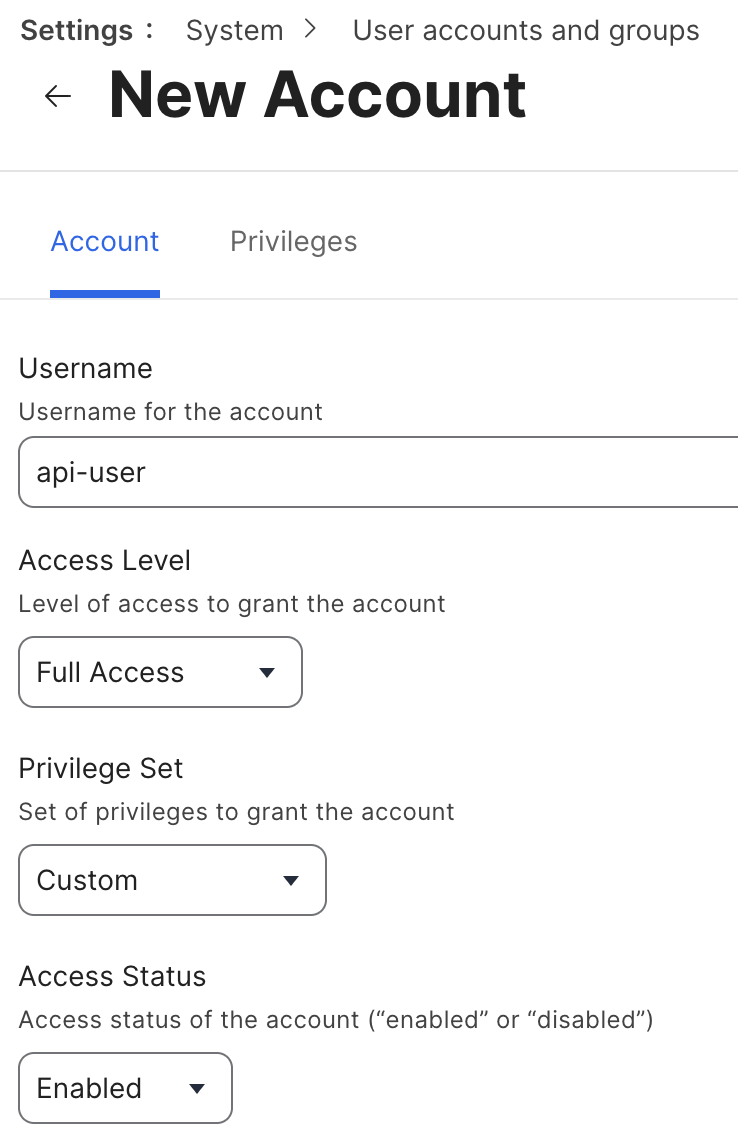 Settings : System > User accounts and groups
← New Account
Account Privileges
Username
Username for the account
api-user
Access Level
Level of access to grant the account
Full Access
Privilege Set
Set of privileges to grant the account
Custom
Access Status
Access status of the account (“enabled” or “disabled”)
Enabled